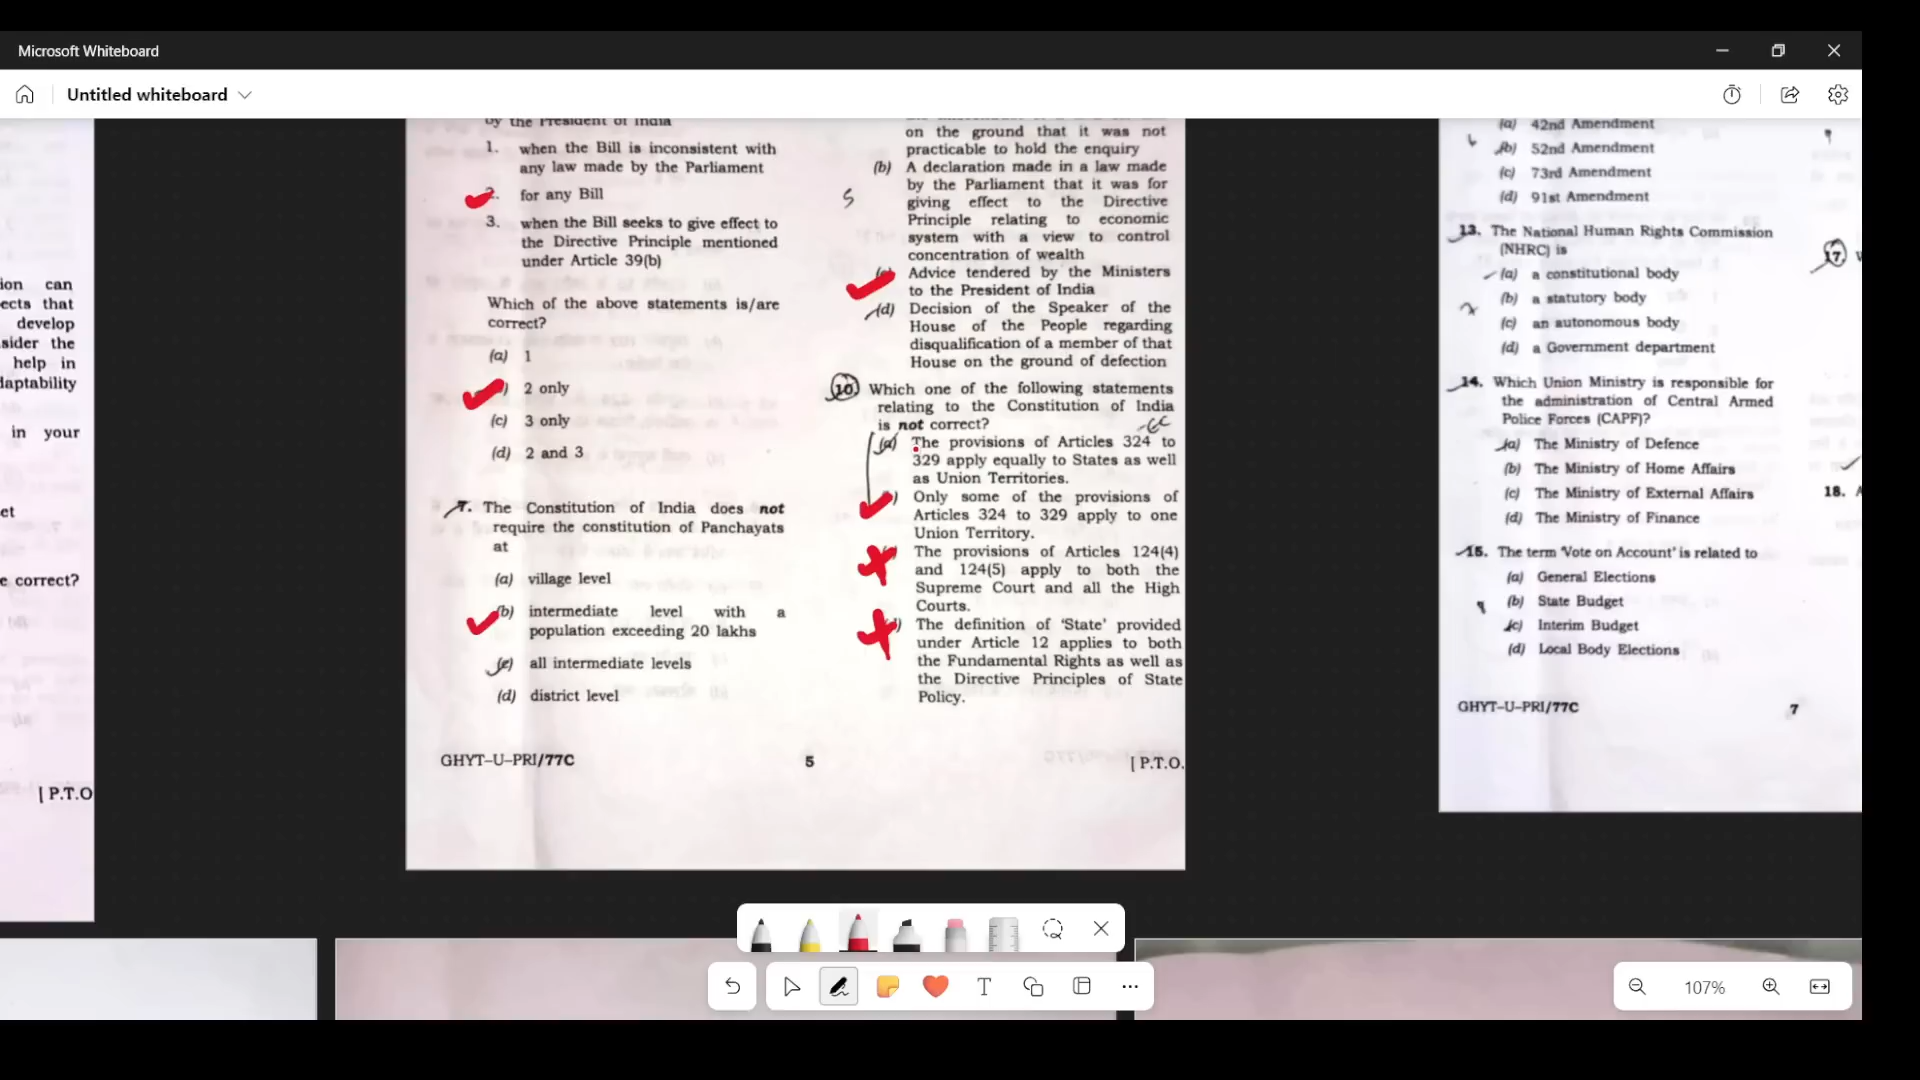 Microsoft Whiteboard
Untitled whiteboard
ion can
ects that
develop
sider the
help in
daptability
in your
et
e correct?
[ P.T.O
by the President of India
1. when the Bill is inconsistent with
any law made by the Parliament
2. for any Bill
3. when the Bill seeks to give effect to
the Directive Principle mentioned
under Article 39(b)
Which of the above statements is/are
correct?
(a) 1
) 2 only
(c) 3 only
(d) 2 and 3
7. The Constitution of India does not
require the constitution of Panchayats
at
(a) village level
(b) intermediate level with a
population exceeding 20 lakhs
(c) all intermediate levels
(d) district level
GHYT–U–PRI/77C
5
[ P.T.O.
on the ground that it was not
practicable to hold the enquiry
(b) A declaration made in a law made
by the Parliament that it was for
giving effect to the Directive
Principle relating to economic
system with a view to control
concentration of wealth
Advice tendered by the Ministers
to the President of India
(d) Decision of the Speaker of the
House of the People regarding
disqualification of a member of that
House on the ground of defection
10. Which one of the following statements
relating to the Constitution of India
is not correct?
(a) The provisions of Articles 324 to
329 apply equally to States as well
as Union Territories.
) Only some of the provisions of
Articles 324 to 329 apply to one
Union Territory.
The provisions of Articles 124(4)
and 124(5) apply to both the
Supreme Court and all the High
Courts.
) The definition of 'State' provided
under Article 12 applies to both
the Fundamental Rights as well as
the Directive Principles of State
Policy.
(a) 42nd Amendment
(b) 52nd Amendment
(c) 73rd Amendment
(d) 91st Amendment
13. The National Human Rights Commission
(NHRC) is
(a) a constitutional body
(b) a statutory body
(c) an autonomous body
(d) a Government department
14. Which Union Ministry is responsible for
the administration of Central Armed
Police Forces (CAPF)?
(a) The Ministry of Defence
(b) The Ministry of Home Affairs
(c) The Ministry of External Affairs
(d) The Ministry of Finance
15. The term 'Vote on Account' is related to
(a) General Elections
(b) State Budget
(c) Interim Budget
(d) Local Body Elections
GHYT–U–PRI/77C
7
17.
18.
107%